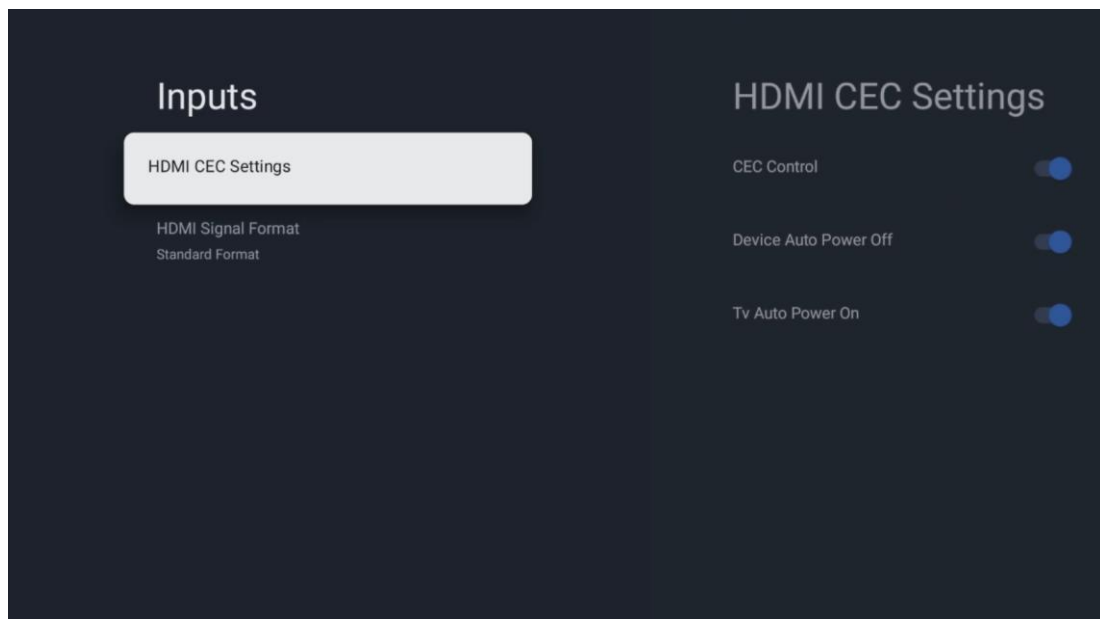 Inputs
HDMI CEC Settings
HDMI Signal Format
Standard Format
HDMI CEC Settings
CEC Control
Device Auto Power Off
Tv Auto Power On